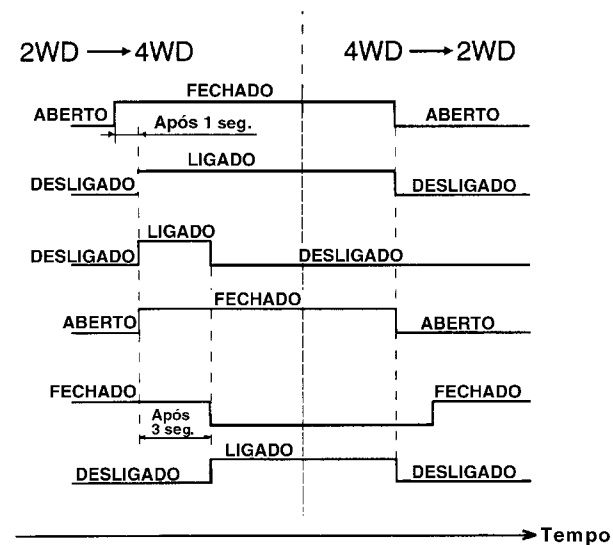 2WD → 4WD 4WD → 2WD
FECHADO
ABERTO ABERTO
Após 1 seg.
LIGADO
DESLIGADO DESLIGADO
LIGADO
DESLIGADO DESLIGADO
FECHADO
ABERTO ABERTO
FECHADO FECHADO
Após
3 seg.
LIGADO
DESLIGADO DESLIGADO
Tempo